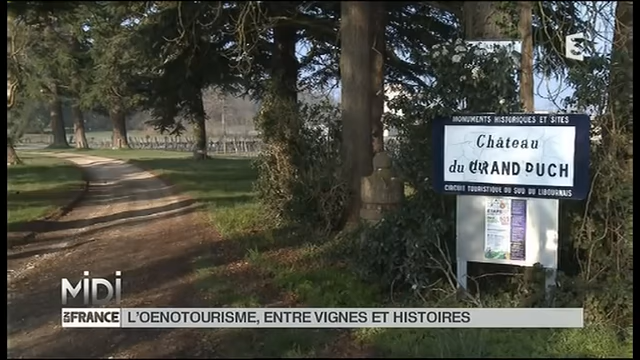 3
MONUMENTS HISTORIQUES ET SITES
Château
du GRAND PUCH
CIRCUIT TOURISTIQUE DU SUD DU LIBOURNAIS
MiDi
EN FRANCE
L'OENOTOURISME, ENTRE VIGNES ET HISTOIRES